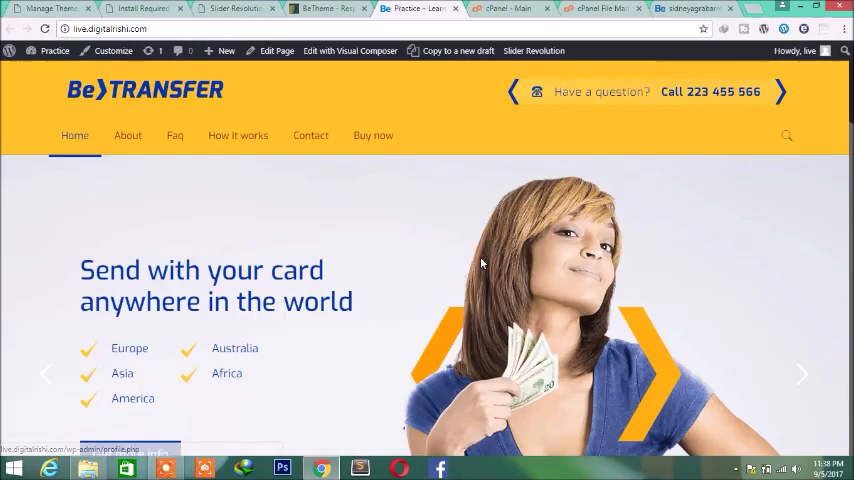 Manage Theme
Install Required
Slider Revolutio
BeTheme – Resp
Practice – Learn
cPanel - Main
cPanel File Man
sidneyagrabare
live.digitalrishi.com
Practice
Customize
1
0
New
Edit Page
Edit with Visual Composer
Copy to a new draft
Slider Revolution
Howdy, live
Be❯TRANSFER
Have a question? Call 223 455 566
Home
About
Faq
How it works
Contact
Buy now
Send with your card
anywhere in the world
Europe
Australia
Asia
Africa
America
live.digitalrishi.com/wp-admin/profile.php
11:38 PM
9/5/2017